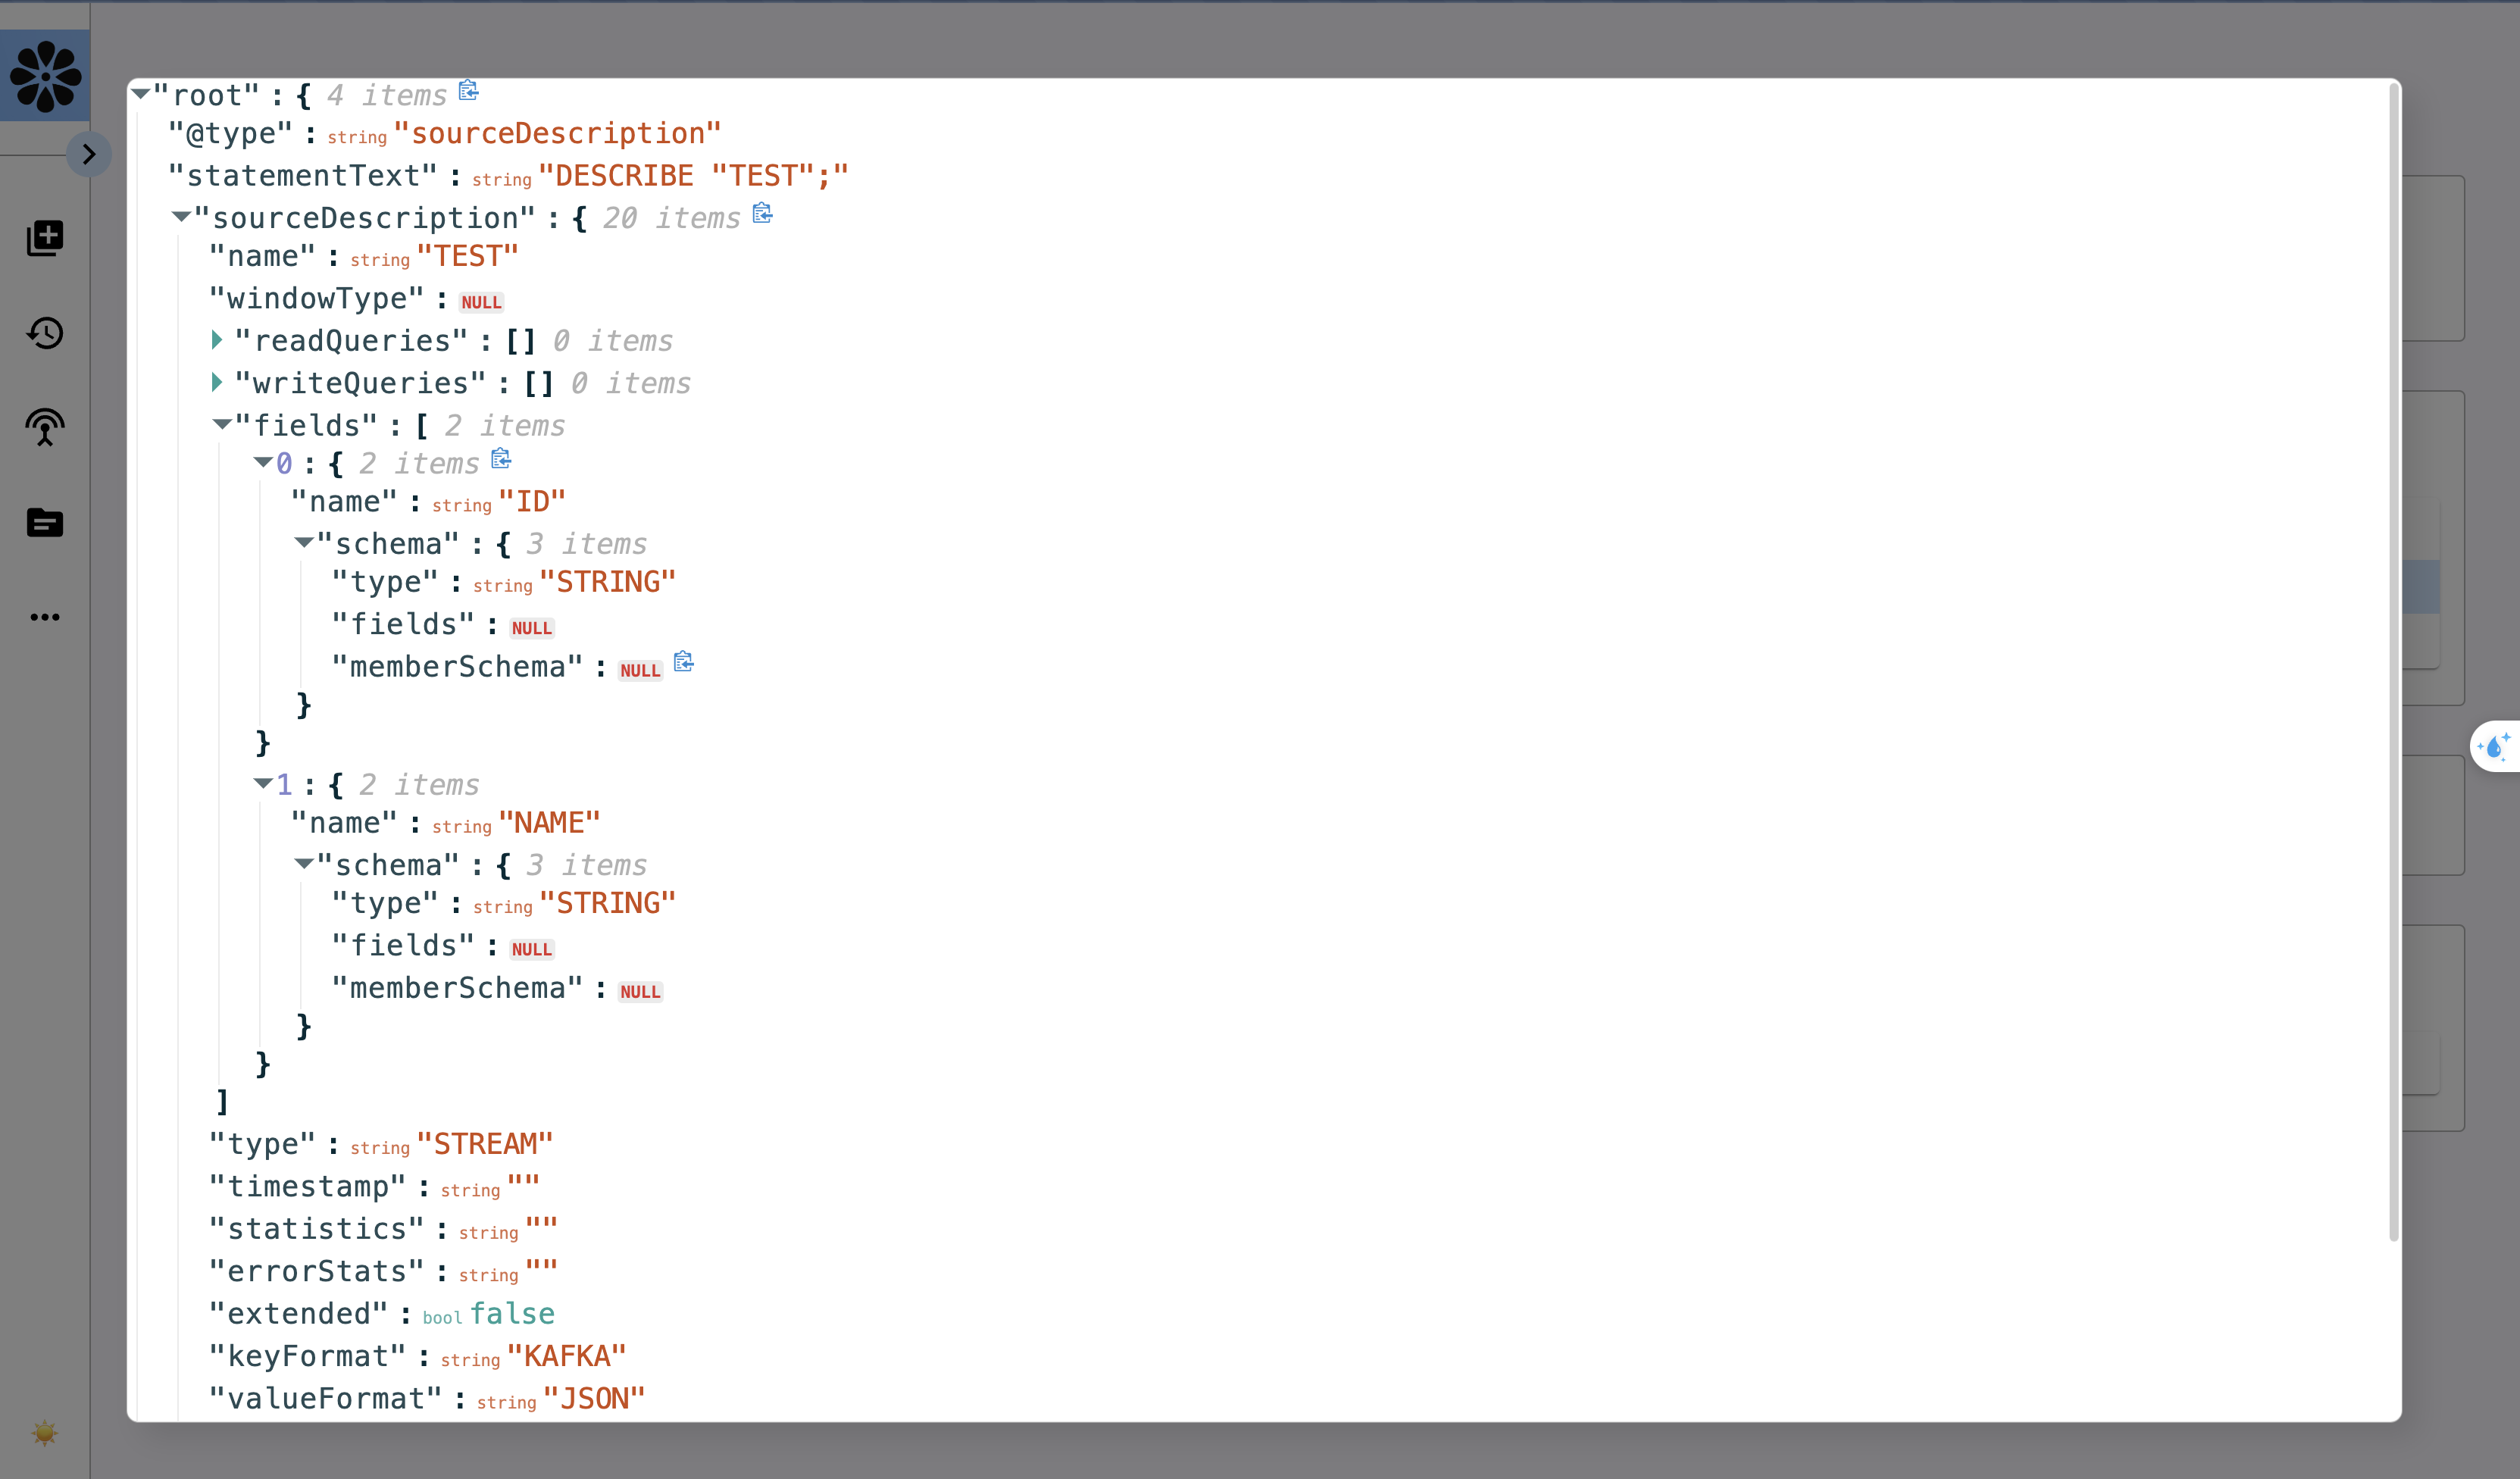 "root" : { 4 items
"@type" : string "sourceDescription"
"statementText" : string "DESCRIBE "TEST";"
"sourceDescription" : { 20 items
"name" : string "TEST"
"windowType" : NULL
"readQueries" : [] 0 items
"writeQueries" : [] 0 items
"fields" : [ 2 items
0 : { 2 items
"name" : string "ID"
"schema" : { 3 items
"type" : string "STRING"
"fields" : NULL
"memberSchema" : NULL
}
}
1 : { 2 items
"name" : string "NAME"
"schema" : { 3 items
"type" : string "STRING"
"fields" : NULL
"memberSchema" : NULL
}
}
]
"type" : string "STREAM"
"timestamp" : string ""
"statistics" : string ""
"errorStats" : string ""
"extended" : bool false
"keyFormat" : string "KAFKA"
"valueFormat" : string "JSON"